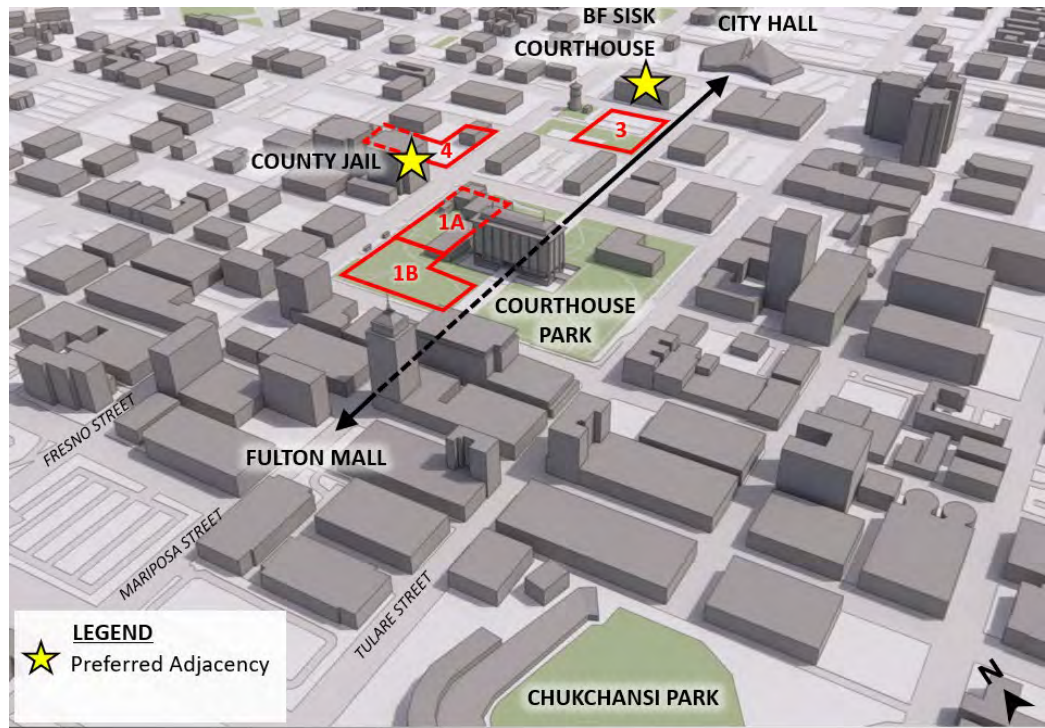 BF SISK
COURTHOUSE
CITY HALL
3
COUNTY JAIL
4
1A
1B
COURTHOUSE
PARK
FULTON MALL
FRESNO STREET
MARIPOSA STREET
TULARE STREET
LEGEND
Preferred Adjacency
CHUKCHANSI PARK
N